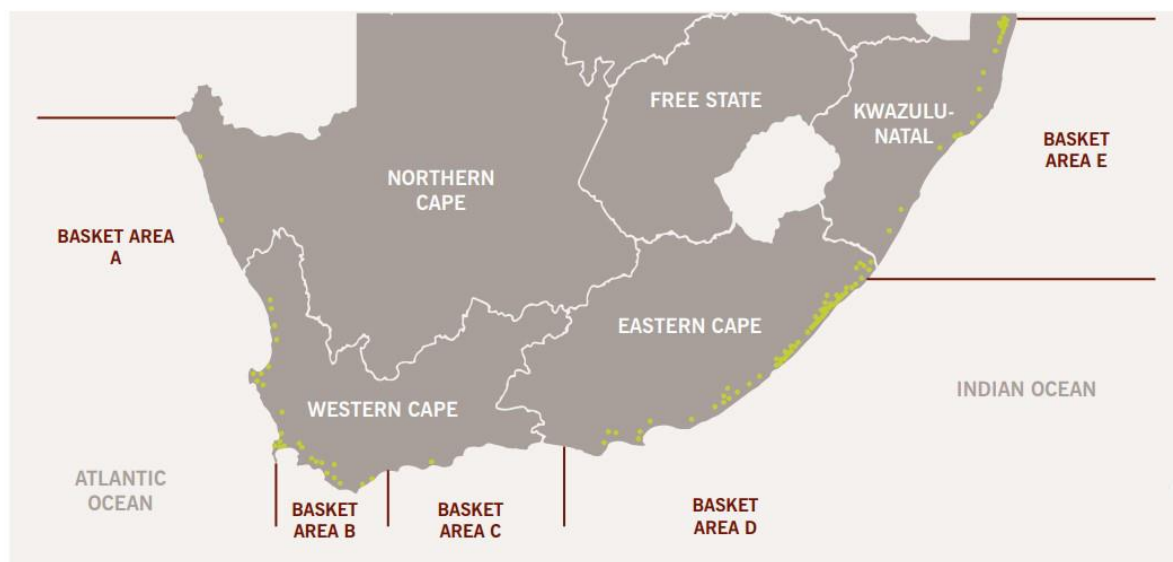 FREE STATE
KWAZULU-
NATAL
BASKET
AREA E
NORTHERN
CAPE
BASKET AREA
A
EASTERN CAPE
INDIAN OCEAN
WESTERN CAPE
ATLANTIC
OCEAN
BASKET
AREA B
BASKET
AREA C
BASKET
AREA D